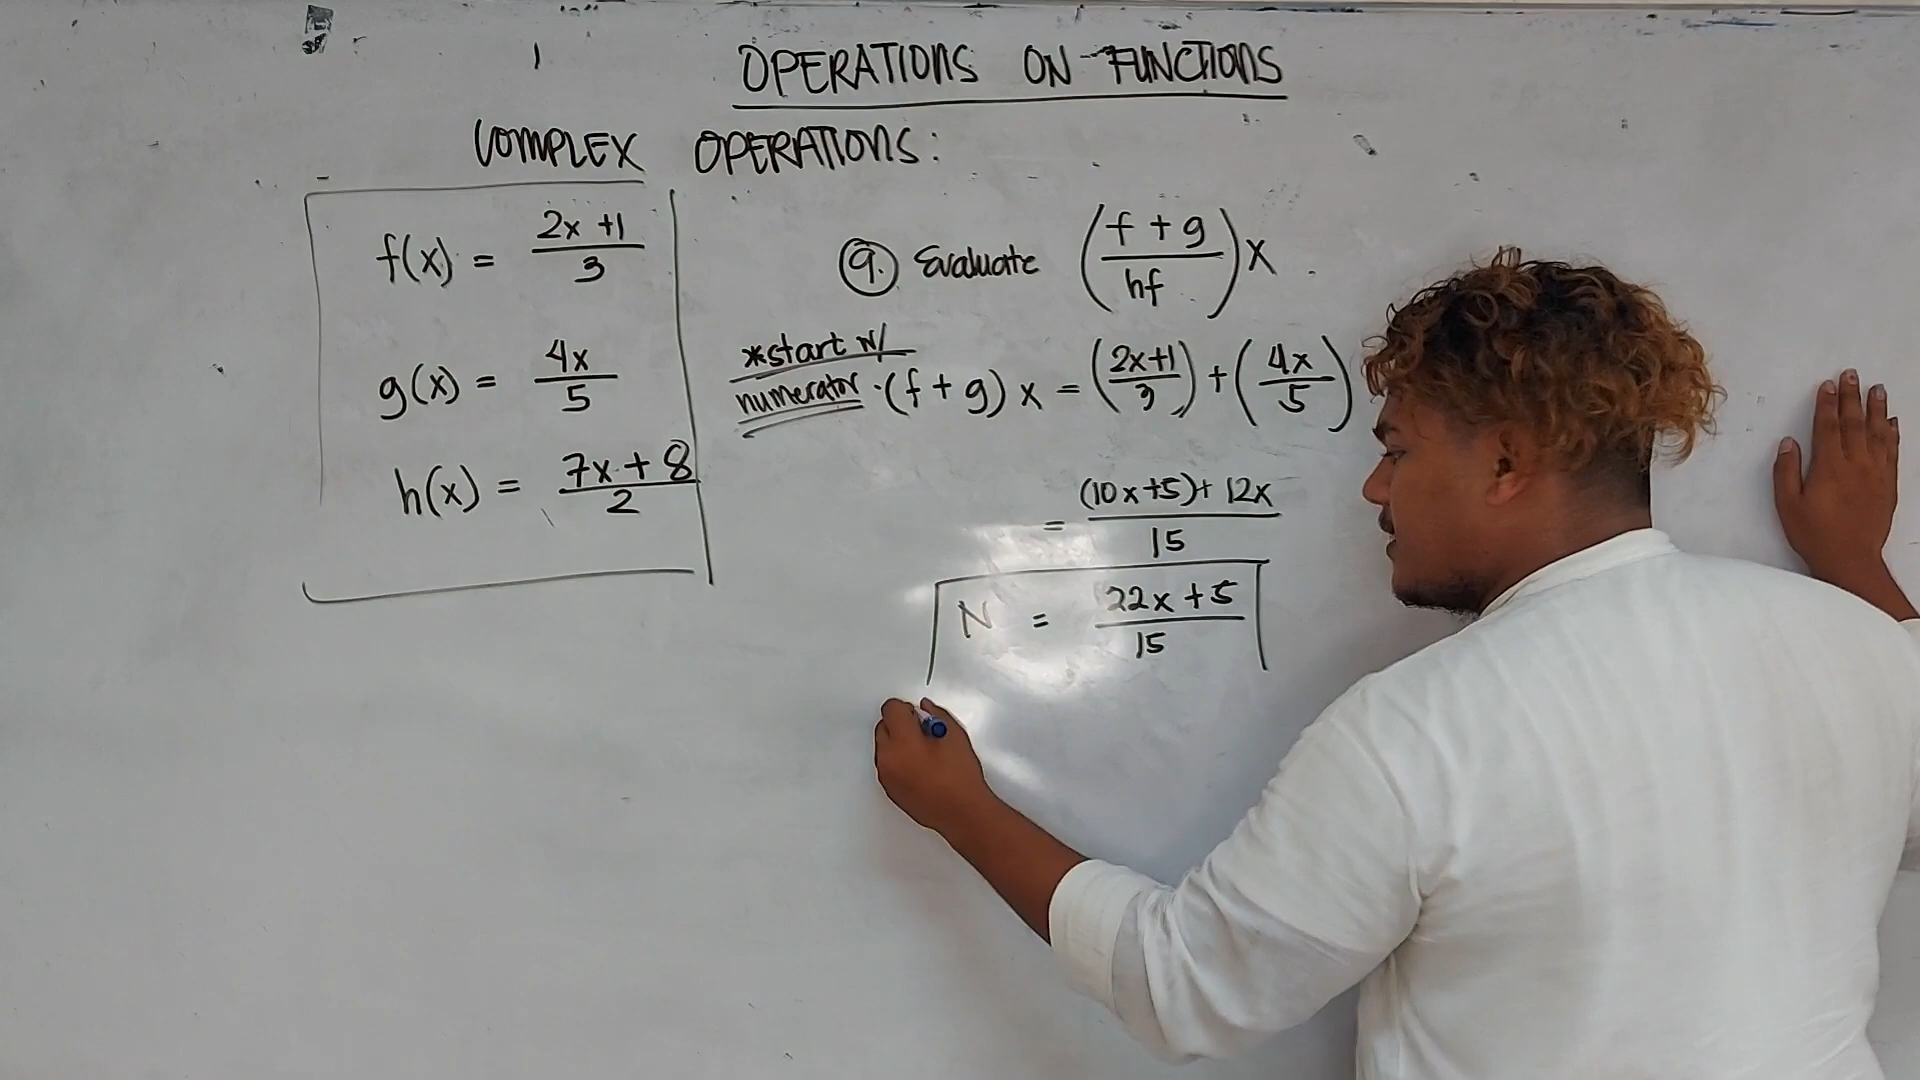 OPERATIONS ON FUNCTIONS
COMPLEX OPERATIONS:
f(x) = 2x + 1 / 3
g(x) = 4x / 5
h(x) = 7x + 8 / 2
9. Evaluate (f + g / hf) x
*start w/ numerator · (f + g) x = (2x+1 / 3) + (4x / 5)
= (10x+5) + 12x / 15
N = 22x + 5 / 15